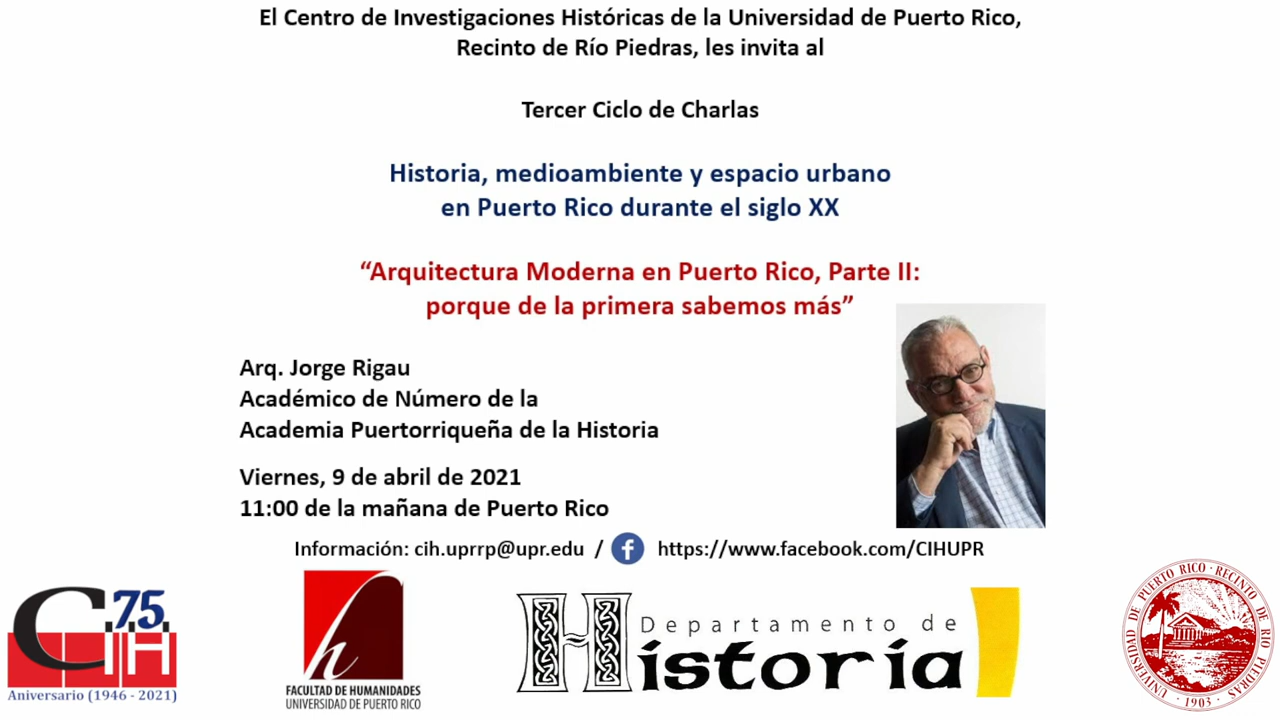 El Centro de Investigaciones Históricas de la Universidad de Puerto Rico,
Recinto de Río Piedras, les invita al
Tercer Ciclo de Charlas
Historia, medioambiente y espacio urbano
en Puerto Rico durante el siglo XX
“Arquitectura Moderna en Puerto Rico, Parte II:
porque de la primera sabemos más”
Arq. Jorge Rigau
Académico de Número de la
Academia Puertorriqueña de la Historia
Viernes, 9 de abril de 2021
11:00 de la mañana de Puerto Rico
Información: cih.uprrp@upr.edu / f https://www.facebook.com/CIHUPR
CIH .75.
Aniversario (1946 - 2021)
h
FACULTAD DE HUMANIDADES
UNIVERSIDAD DE PUERTO RICO
Departamento de
Historia
UNIVERSIDAD DE PUERTO RICO · RECINTO DE RÍO PIEDRAS
· 1903 ·